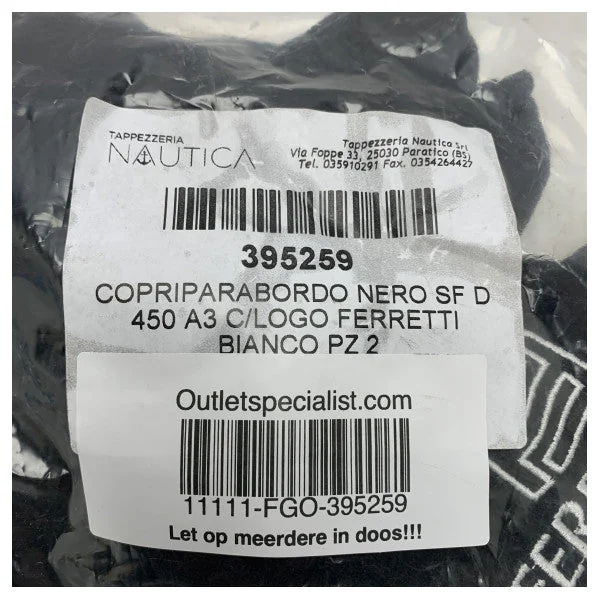 TAPPEZZERIA
NAUTICA
Tappezzeria Nautica Srl
Via Foppe 33, 25030 Paratico (BS)
Tel. 035910291 Fax. 0354264427
395259
COPRIPARABORDO NERO SF D
450 A3 C/LOGO FERRETTI
BIANCO PZ 2
Outletspecialist.com
11111-FGO-395259
Let op meerdere in doos!!!
FERR